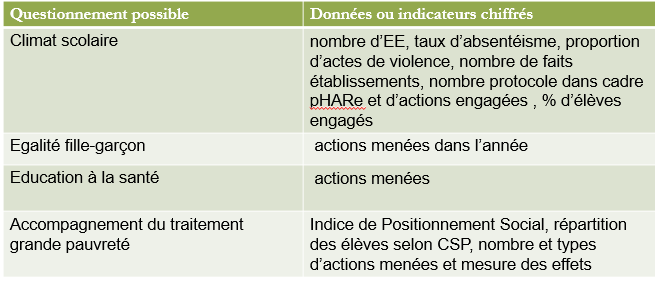 Questionnement possible
Données ou indicateurs chiffrés
Climat scolaire
nombre d’EE, taux d’absentéisme, proportion
d’actes de violence, nombre de faits
établissements, nombre protocole dans cadre
pHARe et d’actions engagées , % d’élèves
engagés
Egalité fille-garçon
actions menées dans l’année
Education à la santé
actions menées
Accompagnement du traitement
grande pauvreté
Indice de Positionnement Social, répartition
des élèves selon CSP, nombre et types
d’actions menées et mesure des effets